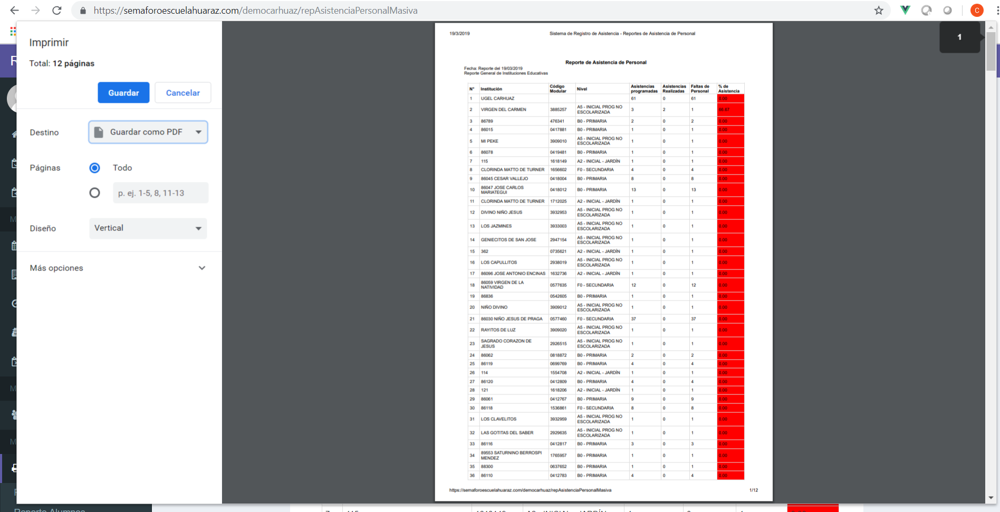 https://semaforoescuelahuaraz.com/democarhuaz/repAsistenciaPersonalMasiva
C
Imprimir
Total: 12 páginas
Guardar
Cancelar
Destino
Guardar como PDF
Páginas
Todo
p. ej. 1-5, 8, 11-13
Diseño
Vertical
Más opciones
1
19/3/2019 Sistema de Registro de Asistencia - Reportes de Asistencia de Personal
Reporte de Asistencia de Personal
Fecha: Reporte del 19/03/2019
Reporte General de Instituciones Educativas
N° Institución Código Modular Nivel Asistencias programadas Asistencias Realizadas Faltas de Personal % de Asistencia
1 UGEL CARHUAZ 61 0 61 0.00
2 VIRGEN DEL CARMEN 3885257 A5 - INICIAL PROG NO ESCOLARIZADA 3 2 1 66.67
3 86789 476341 B0 - PRIMARIA 2 0 2 0.00
4 86015 0417881 B0 - PRIMARIA 1 0 1 0.00
5 MI PEKE 3909010 A5 - INICIAL PROG NO ESCOLARIZADA 1 0 1 0.00
6 86078 0419481 B0 - PRIMARIA 1 0 1 0.00
7 115 1618149 A2 - INICIAL - JARDÍN 1 0 1 0.00
8 CLORINDA MATTO DE TURNER 1656602 F0 - SECUNDARIA 4 0 4 0.00
9 86045 CESAR VALLEJO 0418004 B0 - PRIMARIA 8 0 8 0.00
10 86047 JOSE CARLOS MARIATEGUI 0418012 B0 - PRIMARIA 13 0 13 0.00
11 CLORINDA MATTO DE TURNER 1712025 A2 - INICIAL - JARDÍN 1 0 1 0.00
12 DIVINO NIÑO JESUS 3932953 A5 - INICIAL PROG NO ESCOLARIZADA 1 0 1 0.00
13 LOS JAZMINES 3933003 A5 - INICIAL PROG NO ESCOLARIZADA 1 0 1 0.00
14 GENIECITOS DE SAN JOSE 2947154 A5 - INICIAL PROG NO ESCOLARIZADA 1 0 1 0.00
15 362 0735621 A2 - INICIAL - JARDÍN 1 0 1 0.00
16 LOS CAPULLITOS 2938019 A5 - INICIAL PROG NO ESCOLARIZADA 1 0 1 0.00
17 86096 JOSE ANTONIO ENCINAS 1632736 A2 - INICIAL - JARDÍN 1 0 1 0.00
18 86059 VIRGEN DE LA NATIVIDAD 0577635 F0 - SECUNDARIA 12 0 12 0.00
19 86836 0542605 B0 - PRIMARIA 1 0 1 0.00
20 NIÑO DIVINO 3909012 A5 - INICIAL PROG NO ESCOLARIZADA 1 0 1 0.00
21 86030 NIÑO JESUS DE PRAGA 0577460 F0 - SECUNDARIA 37 0 37 0.00
22 RAYITOS DE LUZ 3909020 A5 - INICIAL PROG NO ESCOLARIZADA 1 0 1 0.00
23 SAGRADO CORAZON DE JESUS 2926515 A5 - INICIAL PROG NO ESCOLARIZADA 1 0 1 0.00
24 86062 0818872 B0 - PRIMARIA 2 0 2 0.00
25 86119 0699769 B0 - PRIMARIA 4 0 4 0.00
26 114 1554708 A2 - INICIAL - JARDÍN 1 0 1 0.00
27 86120 0412809 B0 - PRIMARIA 4 0 4 0.00
28 121 1618206 A2 - INICIAL - JARDÍN 1 0 1 0.00
29 86061 0412767 B0 - PRIMARIA 9 0 9 0.00
30 86118 1536861 F0 - SECUNDARIA 8 0 8 0.00
31 LOS CLAVELITOS 3932959 A5 - INICIAL PROG NO ESCOLARIZADA 1 0 1 0.00
32 LAS GOTITAS DEL SABER 2929635 A5 - INICIAL PROG NO ESCOLARIZADA 1 0 1 0.00
33 86116 0412817 B0 - PRIMARIA 3 0 3 0.00
34 89553 SATURNINO BERROSPI MENDEZ 1765957 B0 - PRIMARIA 1 0 1 0.00
35 88300 0637652 B0 - PRIMARIA 1 0 1 0.00
36 86110 0412783 B0 - PRIMARIA 4 0 4 0.00
https://semaforoescuelahuaraz.com/democarhuaz/repAsistenciaPersonalMasiva 1/12